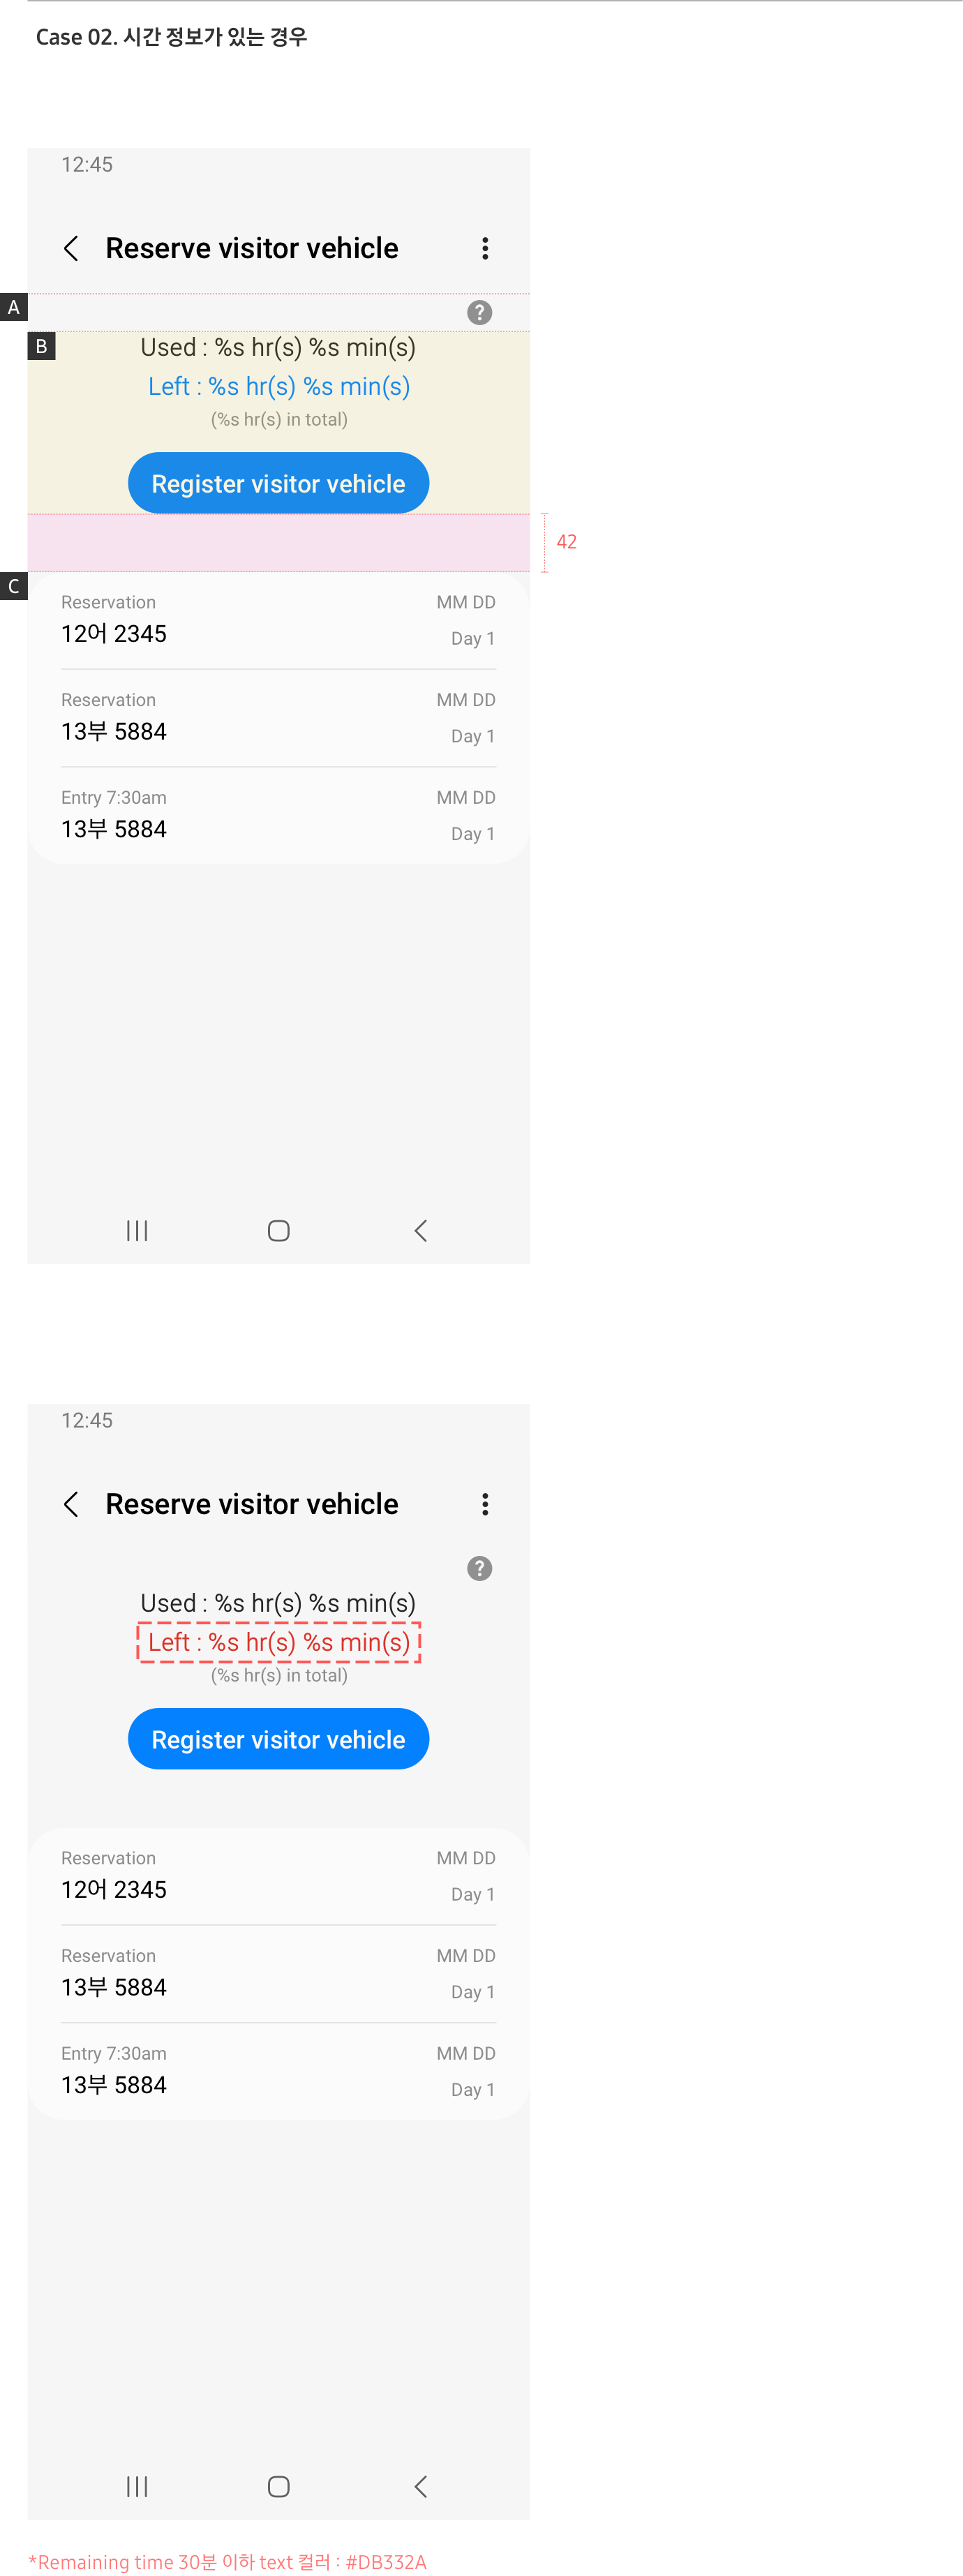 Case 02. 시간 정보가 있는 경우
12:45
Reserve visitor vehicle
A
?
B
Used : %s hr(s) %s min(s)
Left : %s hr(s) %s min(s)
(%s hr(s) in total)
Register visitor vehicle
42
C
Reservation MM DD
12어 2345 Day 1
Reservation MM DD
13부 5884 Day 1
Entry 7:30am MM DD
13부 5884 Day 1
12:45
Reserve visitor vehicle
?
Used : %s hr(s) %s min(s)
Left : %s hr(s) %s min(s)
(%s hr(s) in total)
Register visitor vehicle
Reservation MM DD
12어 2345 Day 1
Reservation MM DD
13부 5884 Day 1
Entry 7:30am MM DD
13부 5884 Day 1
*Remaining time 30분 이하 text 컬러 : #DB332A